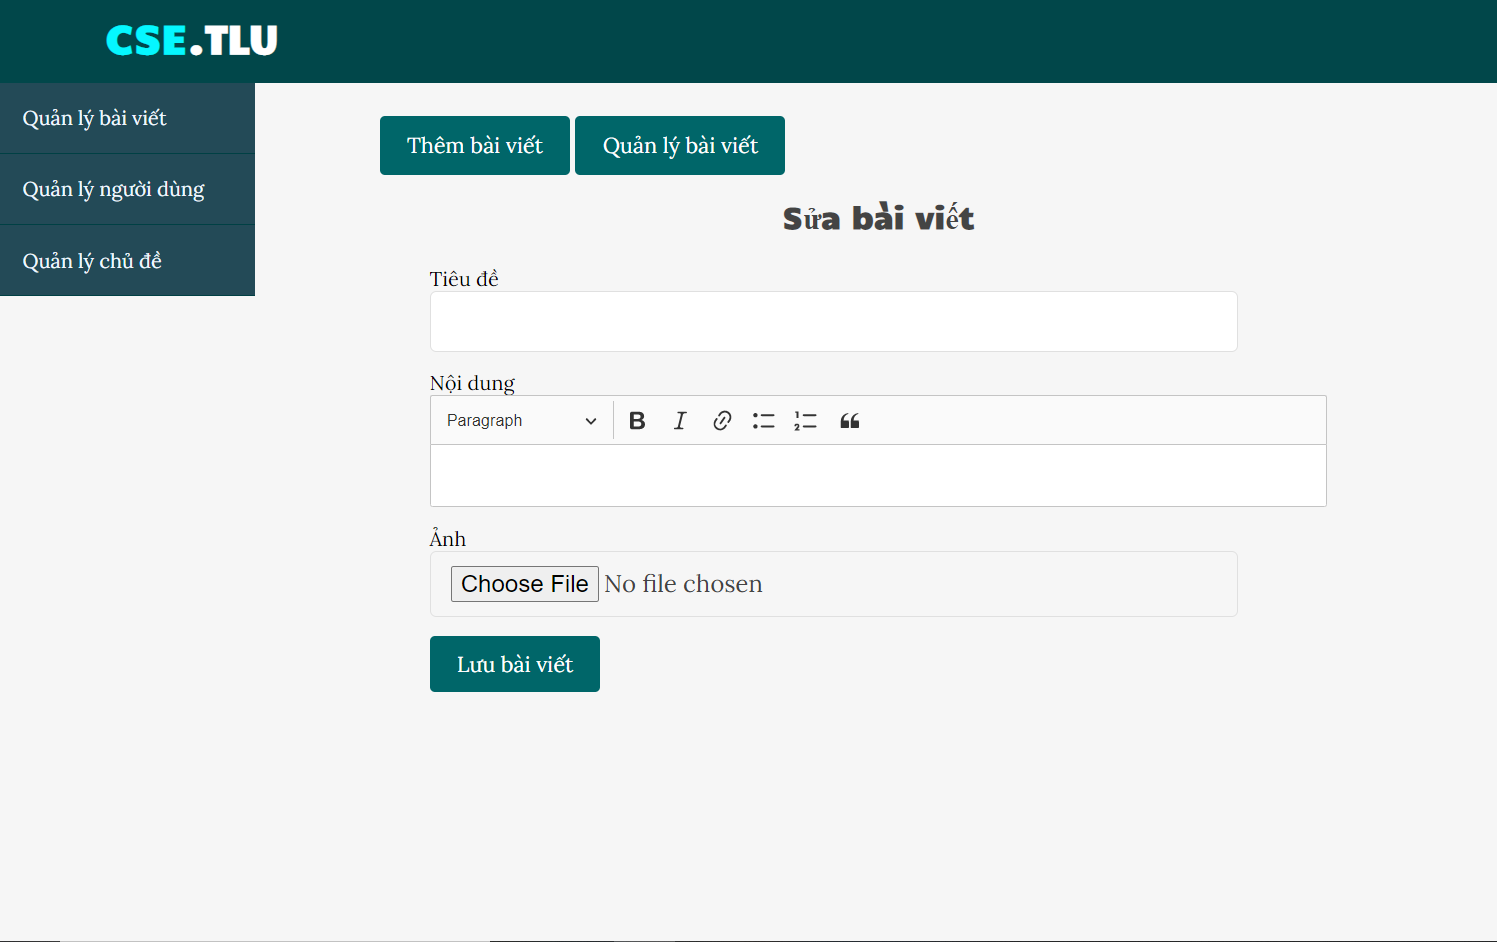 CSE.TLU
Quản lý bài viết
Quản lý người dùng
Quản lý chủ đề
Thêm bài viết
Quản lý bài viết
Sửa bài viết
Tiêu đề
Nội dung
Paragraph
Ảnh
Choose File No file chosen
Lưu bài viết